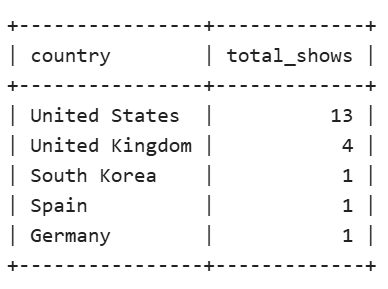 +----------------+-------------+
| country        | total_shows |
+----------------+-------------+
| United States  |          13 |
| United Kingdom |           4 |
| South Korea    |           1 |
| Spain          |           1 |
| Germany        |           1 |
+----------------+-------------+